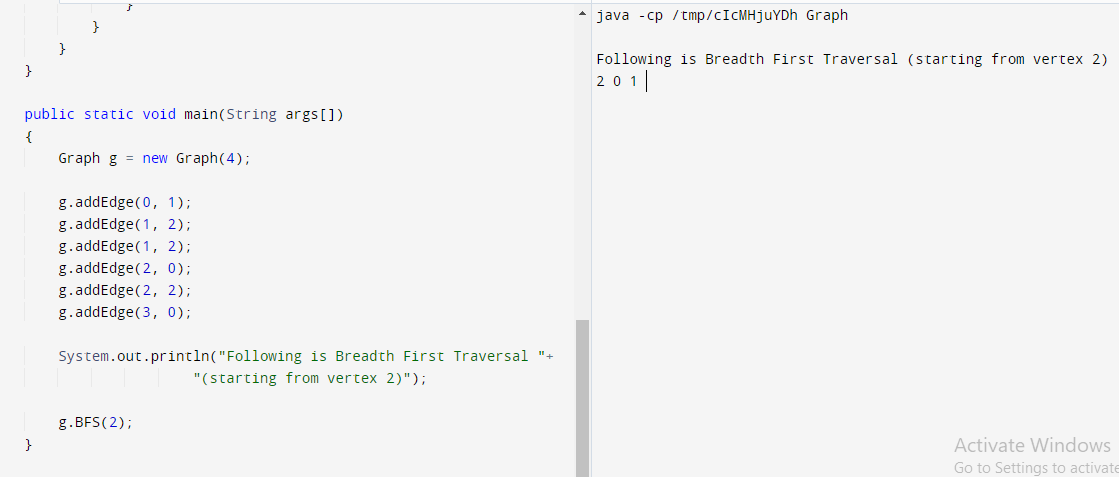 }
}
}
}
public static void main(String args[])
{
Graph g = new Graph(4);
g.addEdge(0, 1);
g.addEdge(1, 2);
g.addEdge(1, 2);
g.addEdge(2, 0);
g.addEdge(2, 2);
g.addEdge(3, 0);
System.out.println("Following is Breadth First Traversal "+
"(starting from vertex 2)");
g.BFS(2);
}
java -cp /tmp/cIcMHjuYDh Graph
Following is Breadth First Traversal (starting from vertex 2)
2 0 1
Activate Windows
Go to Settings to activate